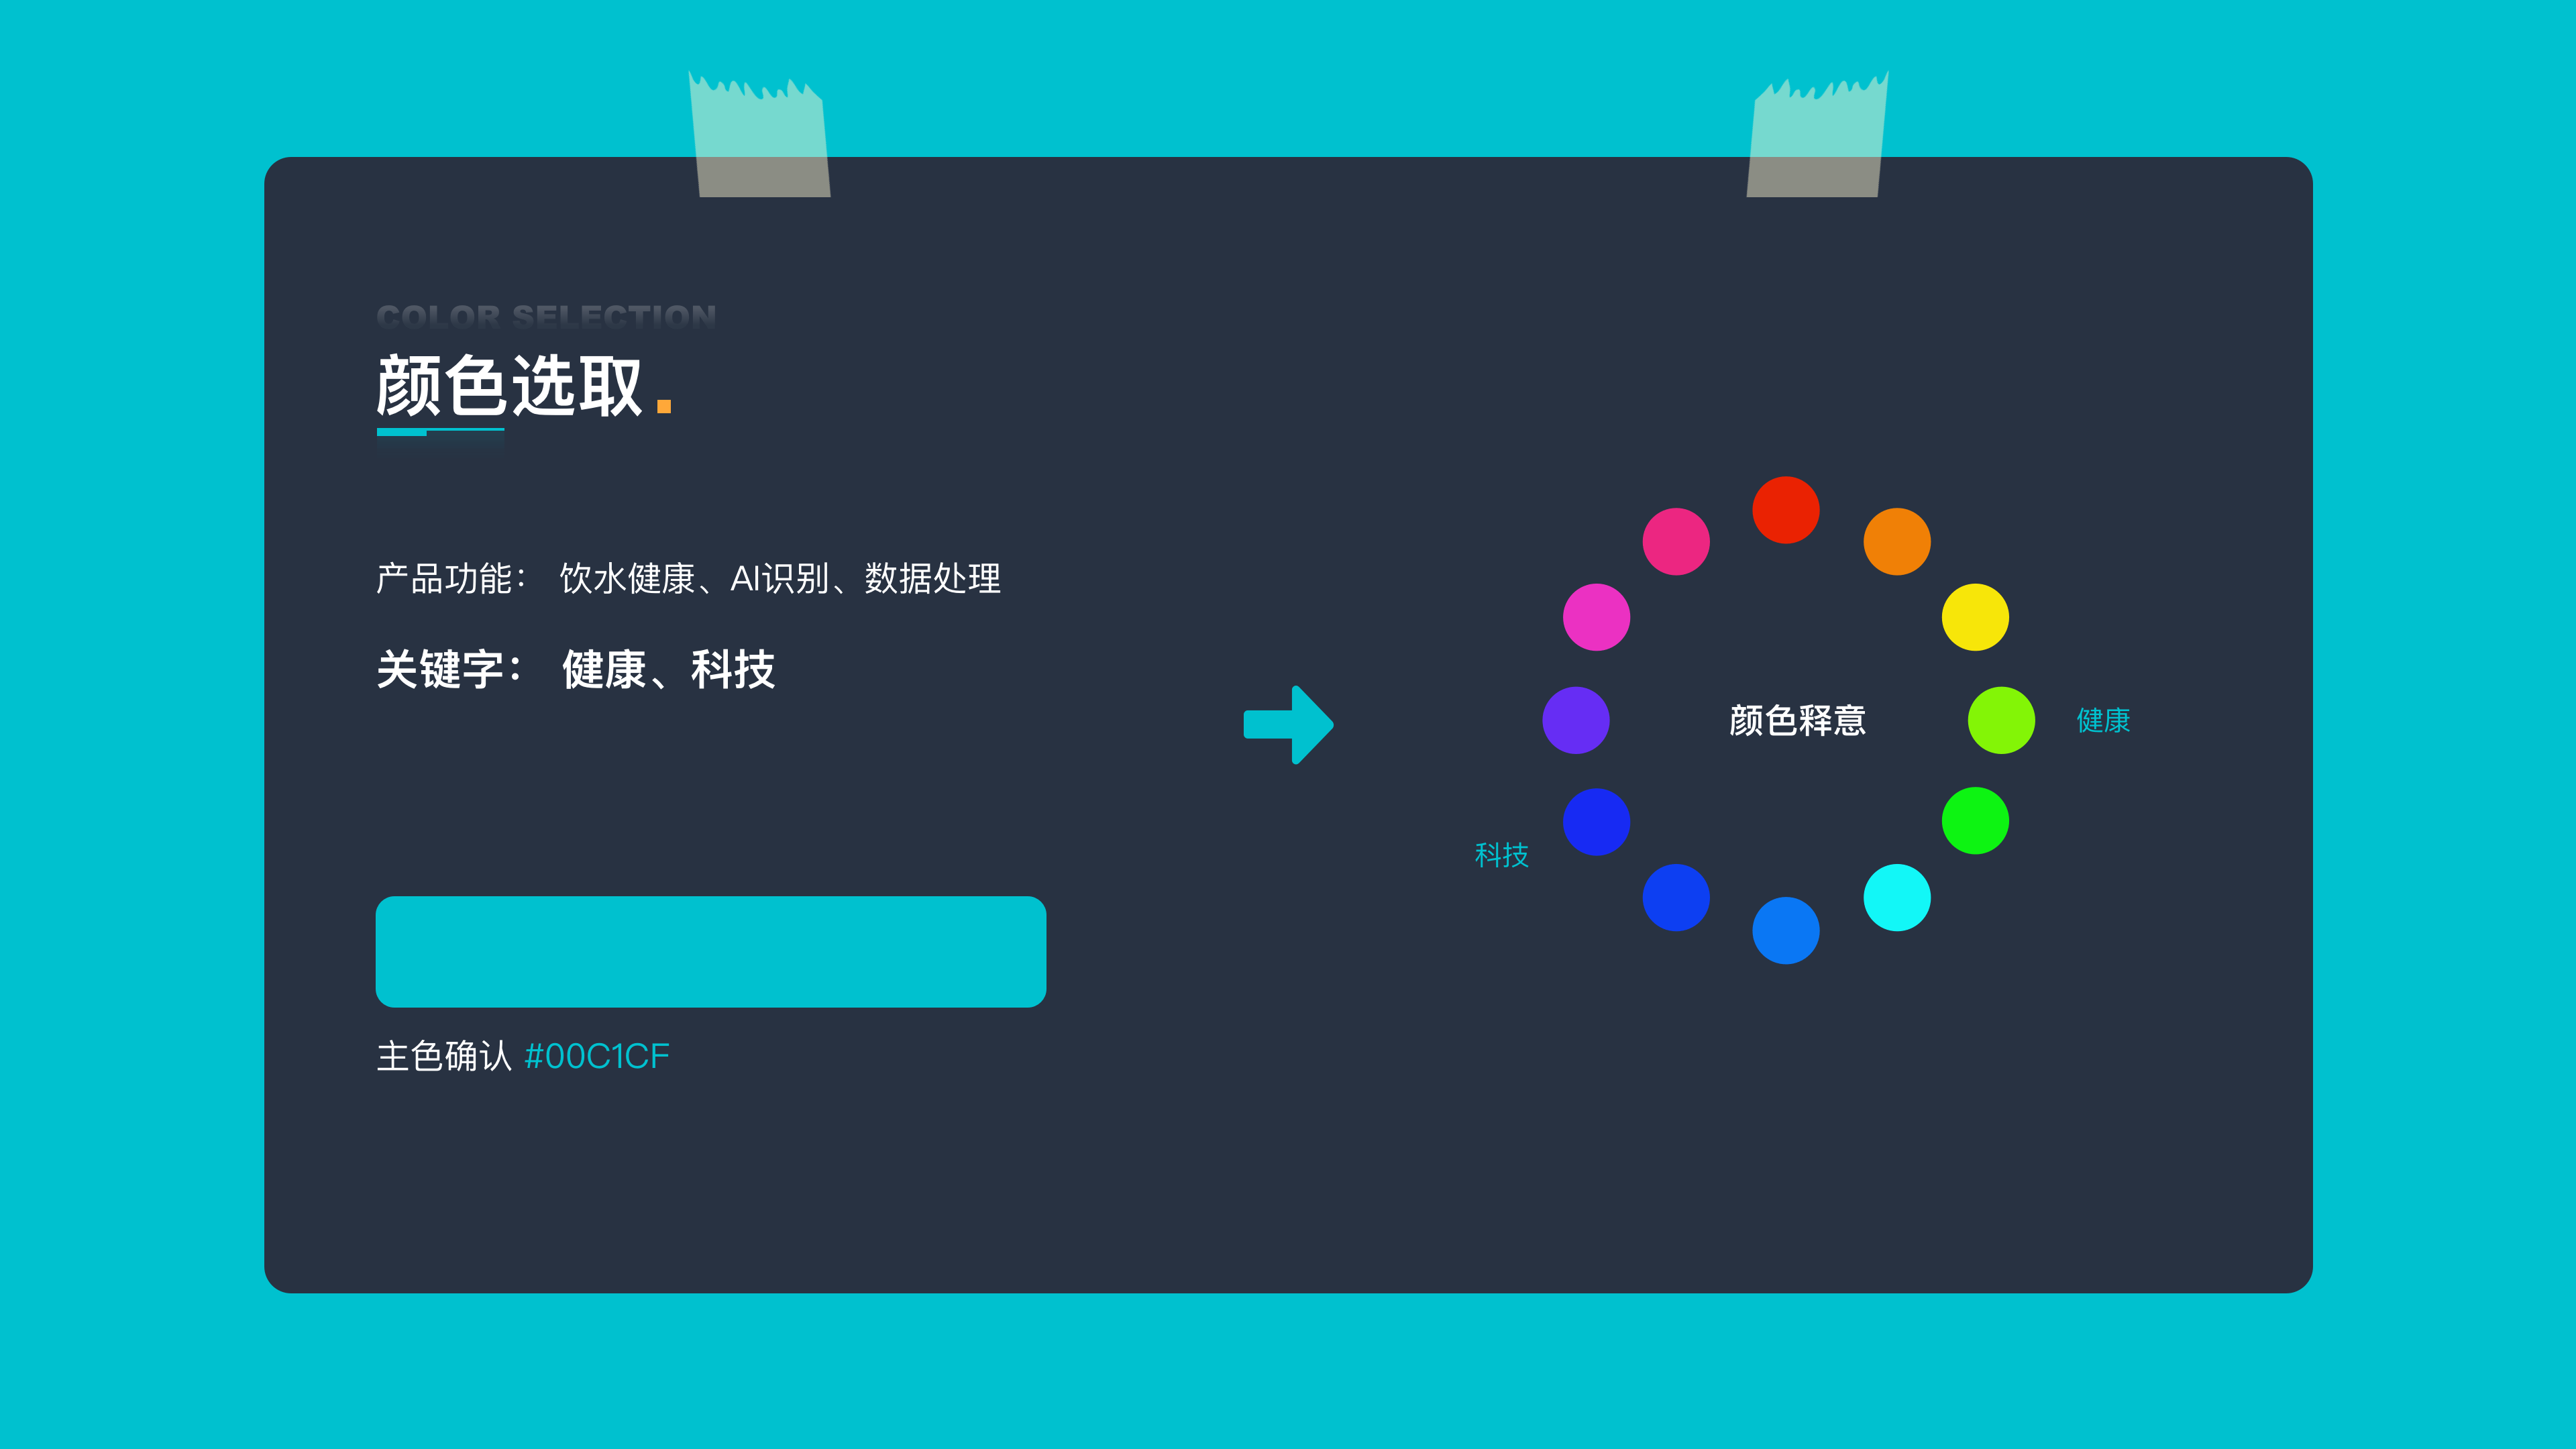 COLOR SELECTION
颜色选取.
产品功能： 饮水健康、AI识别、数据处理
关键字： 健康、科技
主色确认 #00C1CF
颜色释意
健康
科技